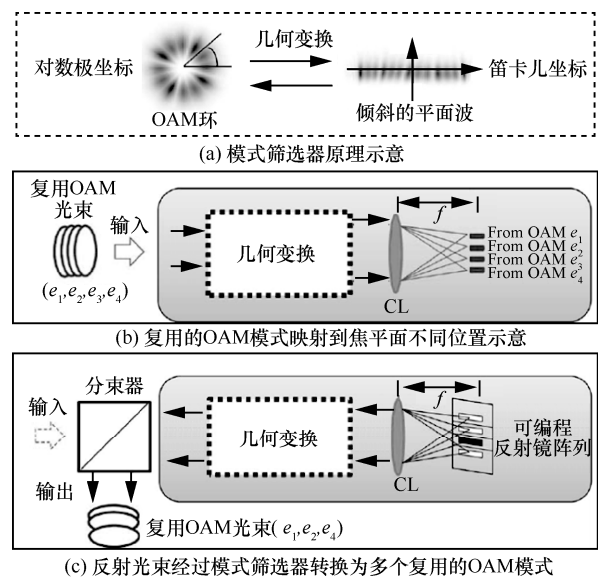 几何变换
对数极坐标
笛卡儿坐标
OAM环
倾斜的平面波
(a) 模式筛选器原理示意
复用OAM
光束
输入
(e1,e2,e3,e4)
几何变换
f
CL
From OAM e1
From OAM e2
From OAM e3
From OAM e4
(b) 复用的OAM模式映射到焦平面不同位置示意
分束器
输入
输出
几何变换
f
CL
可编程
反射镜阵列
复用OAM光束( e1,e2,e4)
(c) 反射光束经过模式筛选器转换为多个复用的OAM模式